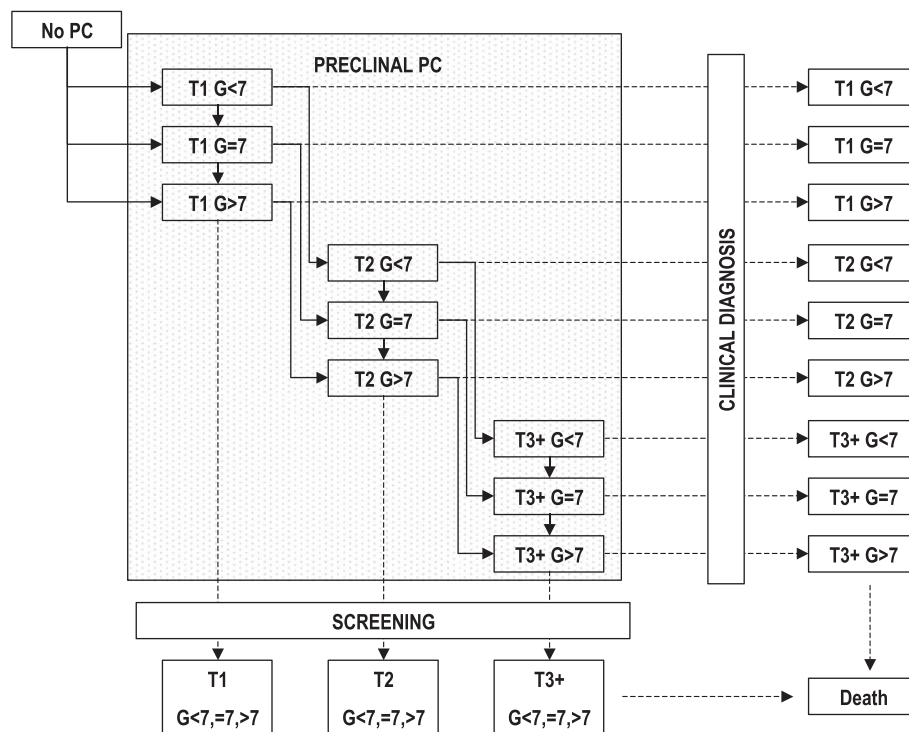 No PC
PRECLINAL PC
T1 G<7
T1 G=7
T1 G>7
T2 G<7
T2 G=7
T2 G>7
T3+ G<7
T3+ G=7
T3+ G>7
CLINICAL DIAGNOSIS
T1 G<7
T1 G=7
T1 G>7
T2 G<7
T2 G=7
T2 G>7
T3+ G<7
T3+ G=7
T3+ G>7
SCREENING
T1
G<7,=7,>7
T2
G<7,=7,>7
T3+
G<7,=7,>7
Death